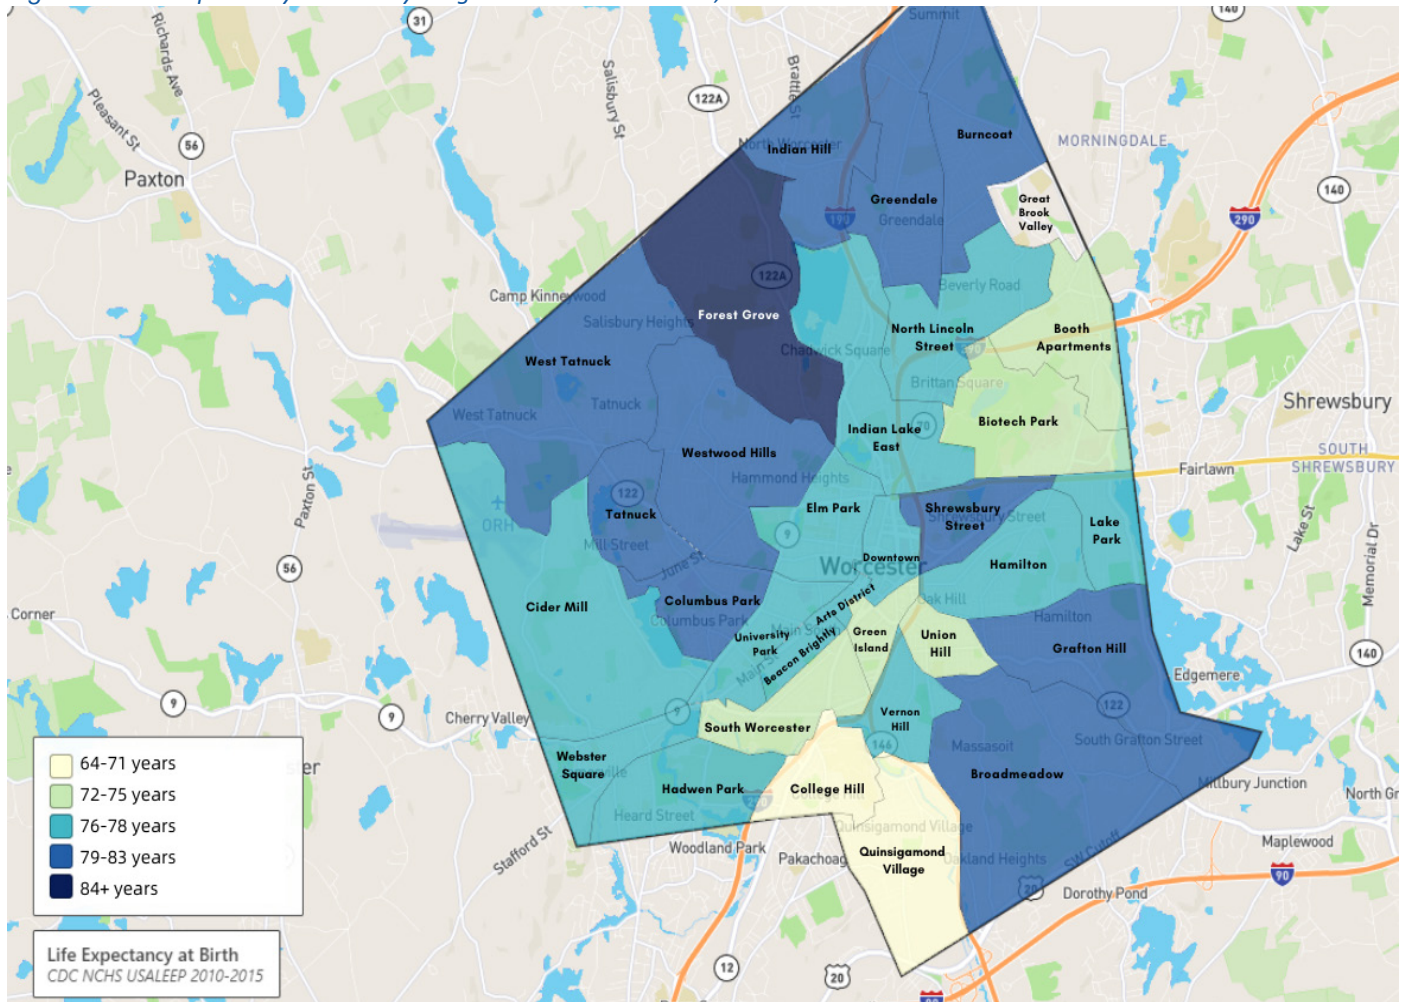 31
140
Summit
Richards Ave
Salisbury St
Brattle St
122A
Pleasant St
56
Paxton
North Worcester
Indian Hill
Burncoat
MORNINGDALE
140
Greendale
Greendale
Great
Brook
Valley
190
290
122A
Camp Kinneywood
Salisbury Heights
Forest Grove
Beverly Road
North Lincoln
Street
Booth
Apartments
Chadwick Square
West Tatnuck
Brittan Square
West Tatnuck
Tatnuck
Shrewsbury
Biotech Park
Indian Lake
East
70
Westwood Hills
Hammond Heights
SOUTH
SHREWSBURY
Fairlawn
Paxton St
122
ORH
Tatnuck
Mill Street
Elm Park
9
Shrewsbury
Street
Shrewsbury Street
Lake
Park
Lake St
Memorial Dr
56
June St
Worcester
Downtown
Hamilton
Corner
Cider Mill
Columbus Park
Columbus Park
Arts District
Oak Hill
Hamilton
University
Park
Main South
Beacon Brightly
Main St
Green
Island
Union
Hill
Grafton Hill
140
Edgemere
9
9
Cherry Valley
9
South Worcester
Vernon
Hill
146
122
Massasoit
South Grafton Street
Webster
Square
Hadwen Park
College Hill
College Hill
Broadmeadow
Millbury Junction
North Gr
Heard Street
Stafford St
Woodland Park
Pakachoag
Quinsigamond Village
Quinsigamond
Village
Oakland Heights
SW Cutoff
Maplewood
90
20
Dorothy Pond
12
20
64-71 years
72-75 years
76-78 years
79-83 years
84+ years
Life Expectancy at Birth
CDC NCHS USALEEP 2010-2015